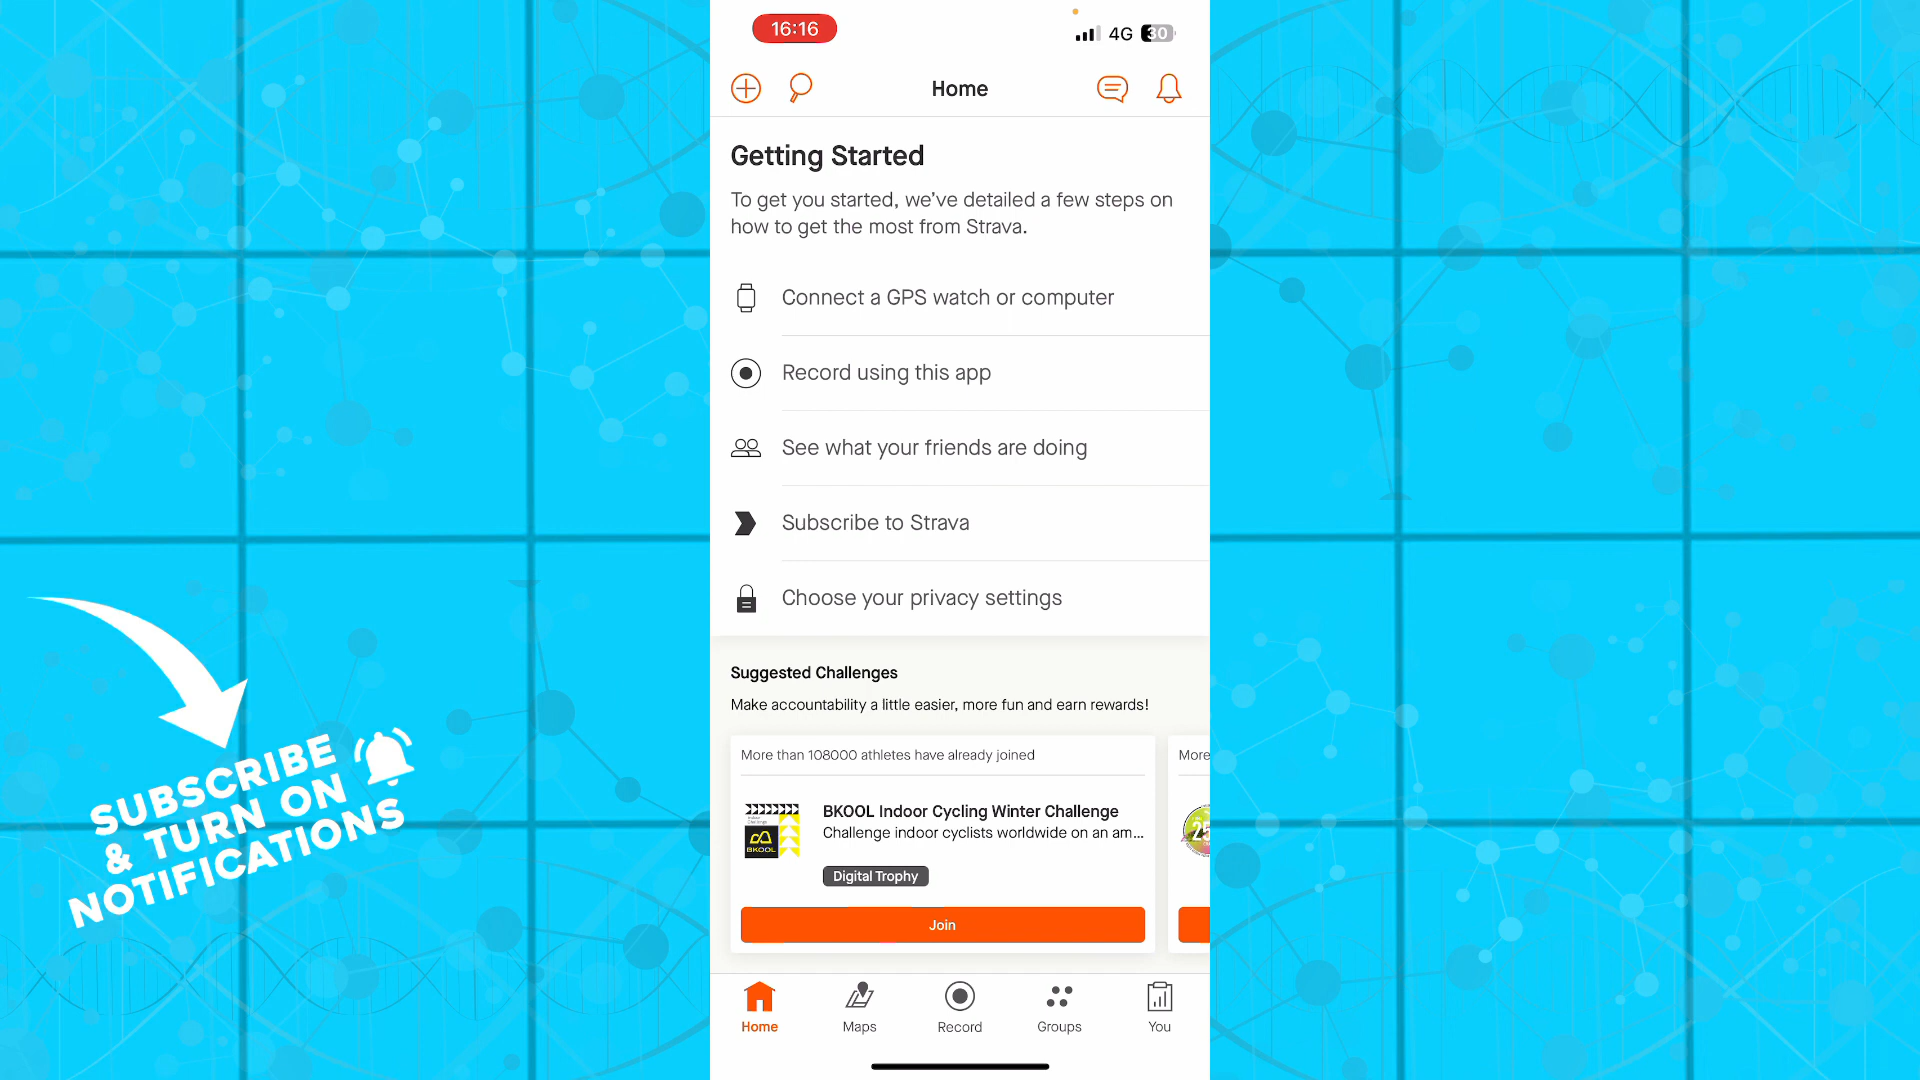 16:16
4G 30
Home
Getting Started
To get you started, we've detailed a few steps on
how to get the most from Strava.
Connect a GPS watch or computer
Record using this app
See what your friends are doing
Subscribe to Strava
Choose your privacy settings
Suggested Challenges
Make accountability a little easier, more fun and earn rewards!
More than 108000 athletes have already joined
More
BKOOL Indoor Cycling Winter Challenge
Challenge indoor cyclists worldwide on an am...
BKOOL
25
Digital Trophy
Join
Home
Maps
Record
Groups
You
SUBSCRIBE
& TURN ON
NOTIFICATIONS